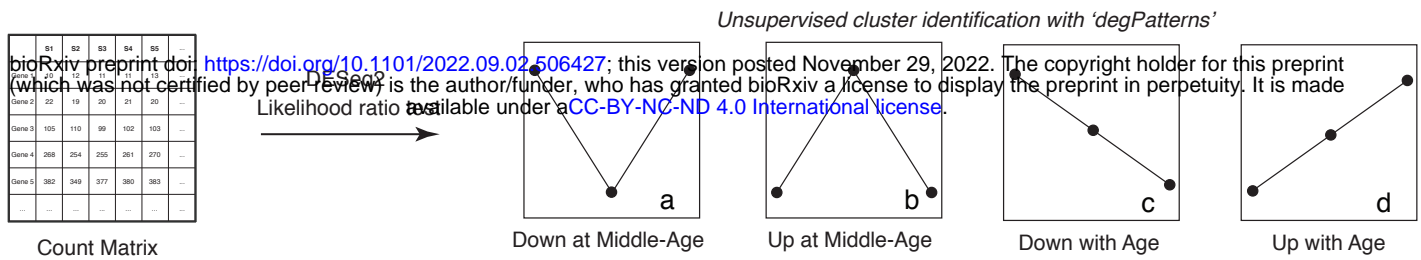 Unsupervised cluster identification with 'degPatterns'
S1 S2 S3 S4 S5 ...
bioRxiv preprint doi: https://doi.org/10.1101/2022.09.02.506427; this version posted November 29, 2022. The copyright holder for this preprint
(which was not certified by peer review) is the author/funder, who has granted bioRxiv a license to display the preprint in perpetuity. It is made
available under aCC-BY-NC-ND 4.0 International license.
Gene 1 10 12 11 11 13 ...
Gene 2 22 19 20 21 20 ...
Gene 3 105 110 99 102 103 ...
Gene 4 268 254 255 261 270 ...
Gene 5 382 349 377 380 383 ...
... ... ... ... ... ... ...
Count Matrix
DESeq2
Likelihood ratio test
a
Down at Middle-Age
b
Up at Middle-Age
c
Down with Age
d
Up with Age